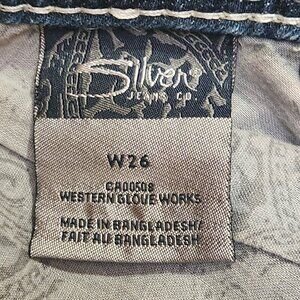 Silver
JEANS CO.
W26
CA00508
WESTERN GLOVE WORKS
MADE IN BANGLADESH/
FAIT AU BANGLADESH